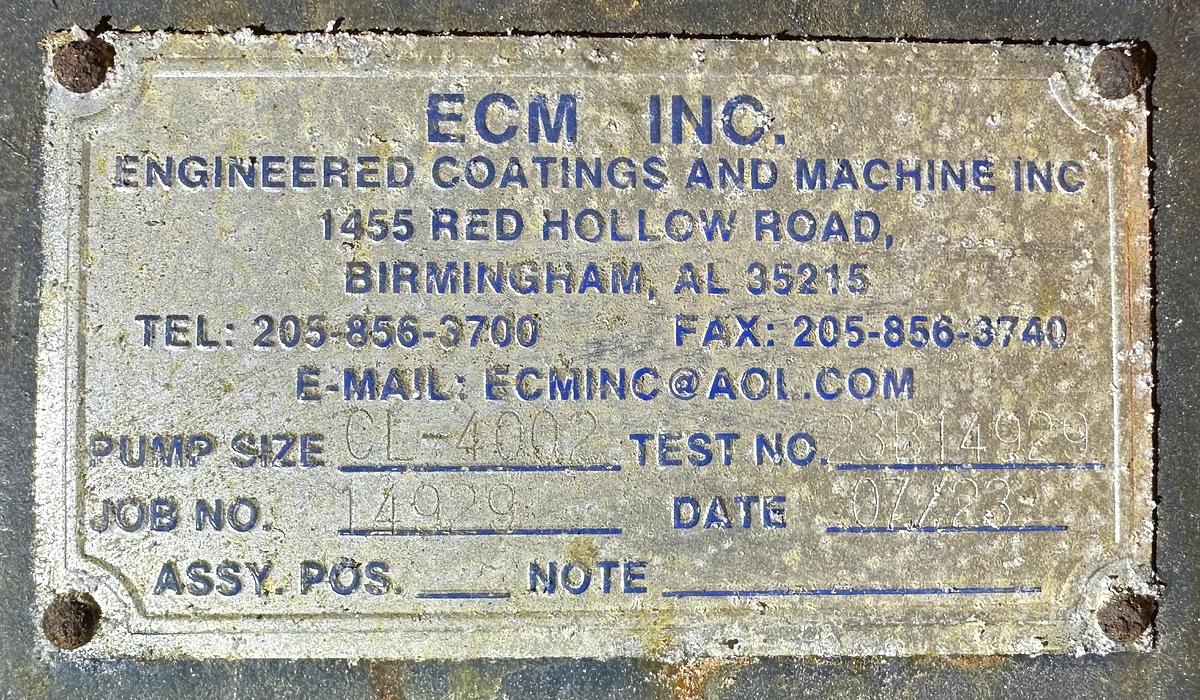 ECM INC.
ENGINEERED COATINGS AND MACHINE INC
1455 RED HOLLOW ROAD,
BIRMINGHAM, AL 35215
TEL: 205-856-3700 FAX: 205-856-3740
E-MAIL: ECMINC@AOL.COM
PUMP SIZE CL-4002 TEST NO. 23B14929
JOB NO. 14929 DATE 07/23
ASSY. POS. NOTE